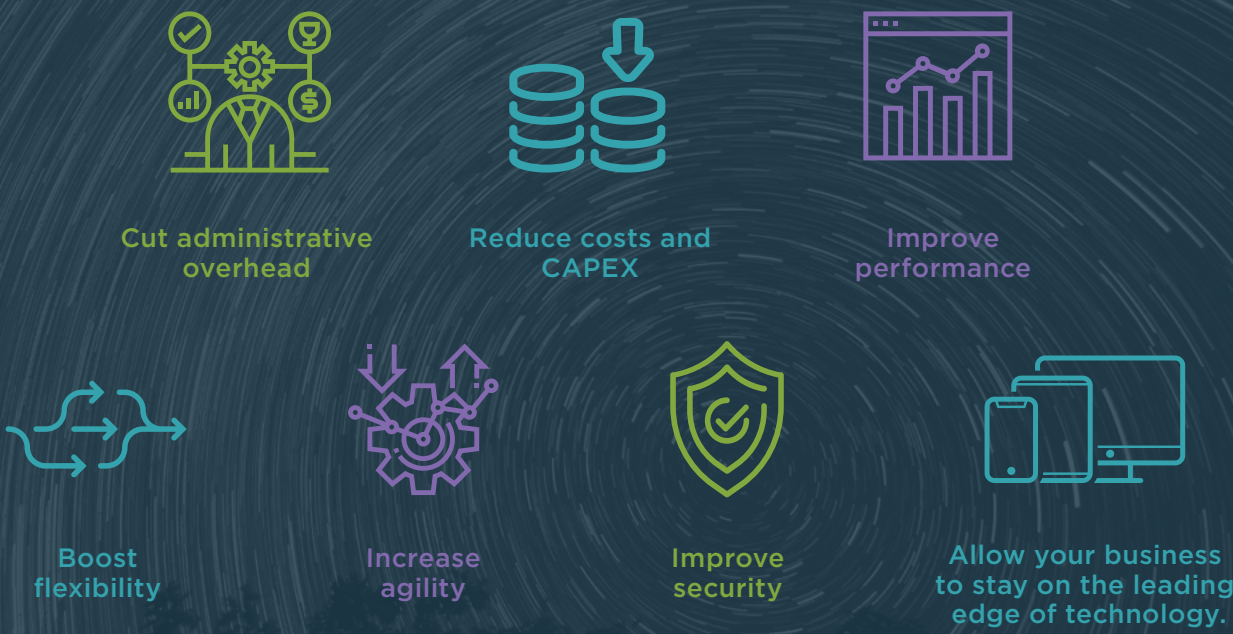 Cut administrative
overhead
Reduce costs and
CAPEX
Improve
performance
Boost
flexibility
Increase
agility
Improve
security
Allow your business
to stay on the leading
edge of technology.